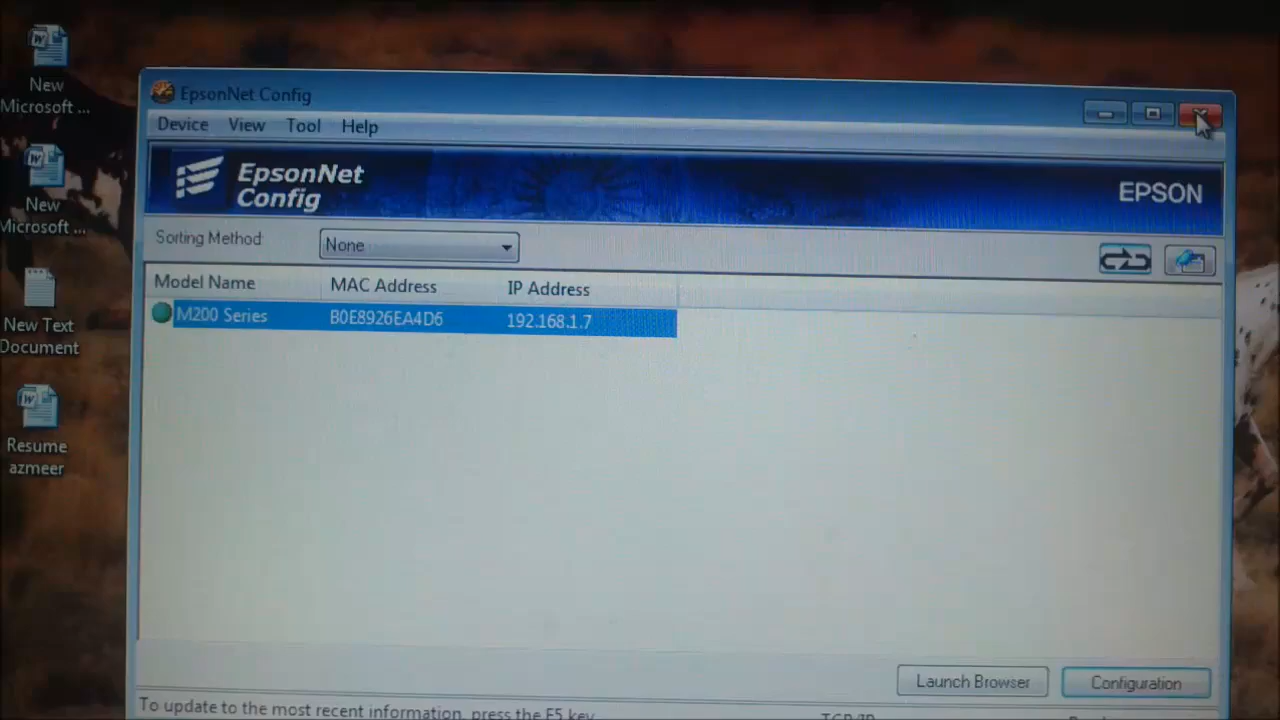 New
Microsoft ...
New
Microsoft ...
New Text
Document
Resume
azmeer
EpsonNet Config
Device View Tool Help
EpsonNet
Config
EPSON
Sorting Method
None
Model Name MAC Address IP Address
M200 Series B0E8926EA4D6 192.168.1.7
Launch Browser Configuration
To update to the most recent information, press the F5 key.
TCP/IP